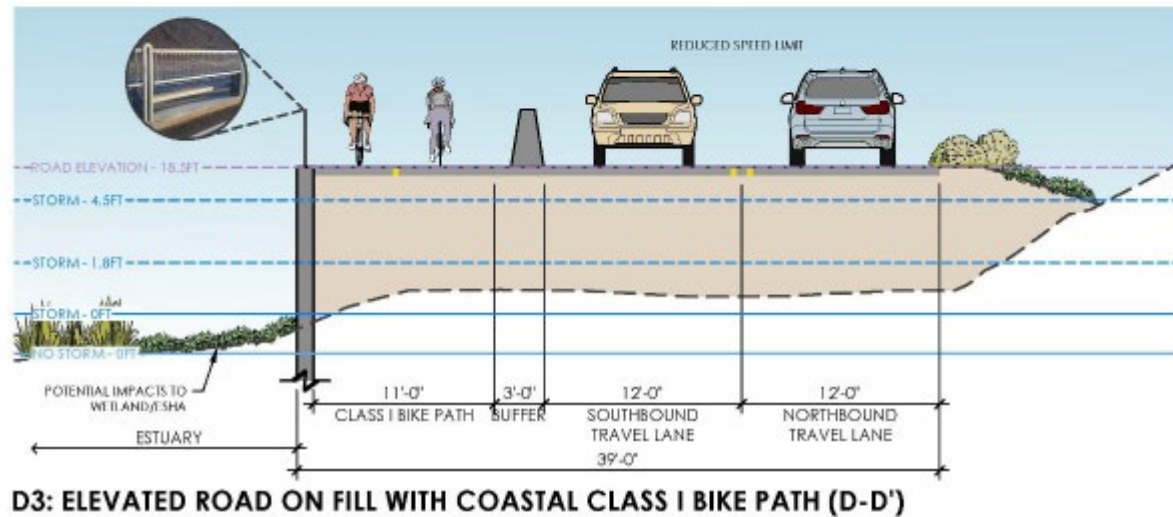 REDUCED SPEED LIMIT
ROAD ELEVATION - 18.5FT
STORM - 4.5FT
STORM - 1.8FT
STORM - 0FT
NO STORM - 0FT
POTENTIAL IMPACTS TO
WETLAND/ESHA
ESTUARY
11'-0"
3'-0"
12'-0"
12'-0"
CLASS I BIKE PATH
BUFFER
SOUTHBOUND
TRAVEL LANE
NORTHBOUND
TRAVEL LANE
39'-0"
D3: ELEVATED ROAD ON FILL WITH COASTAL CLASS I BIKE PATH (D-D')